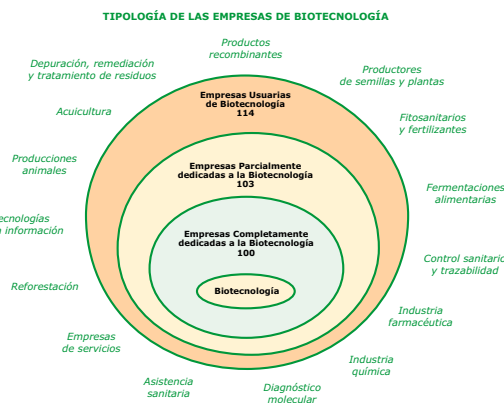 TIPOLOGÍA DE LAS EMPRESAS DE BIOTECNOLOGÍA
Productos
recombinantes
Depuración, remediación
y tratamiento de residuos
Productores
de semillas y plantas
Acuicultura
Fitosanitarios
y fertilizantes
Producciones
animales
Fermentaciones
alimentarias
información
Control sanitario
y trazabilidad
Reforestación
Industria
farmacéutica
Empresas
de servicios
Industria
química
Asistencia
sanitaria
Diagnóstico
molecular
Empresas Usuarias
de Biotecnología
114
Empresas Parcialmente
dedicadas a la Biotecnología
103
Empresas Completamente
dedicadas a la Biotecnología
100
Biotecnología